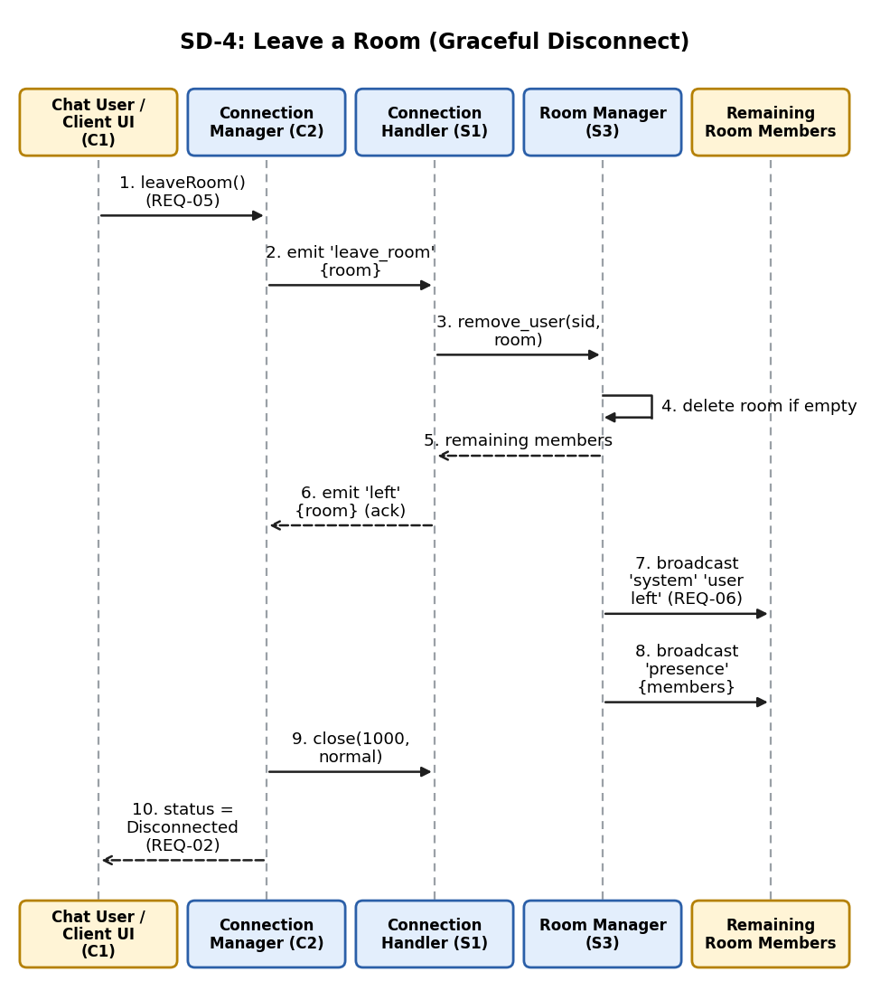 SD-4: Leave a Room (Graceful Disconnect)
Chat User /
Client UI
(C1)
Connection
Manager (C2)
Connection
Handler (S1)
Room Manager
(S3)
Remaining
Room Members
1. leaveRoom()
(REQ-05)
2. emit 'leave_room'
{room}
3. remove_user(sid,
room)
4. delete room if empty
5. remaining members
6. emit 'left'
{room} (ack)
7. broadcast
'system' 'user
left' (REQ-06)
8. broadcast
'presence'
{members}
9. close(1000,
normal)
10. status =
Disconnected
(REQ-02)
Chat User /
Client UI
(C1)
Connection
Manager (C2)
Connection
Handler (S1)
Room Manager
(S3)
Remaining
Room Members